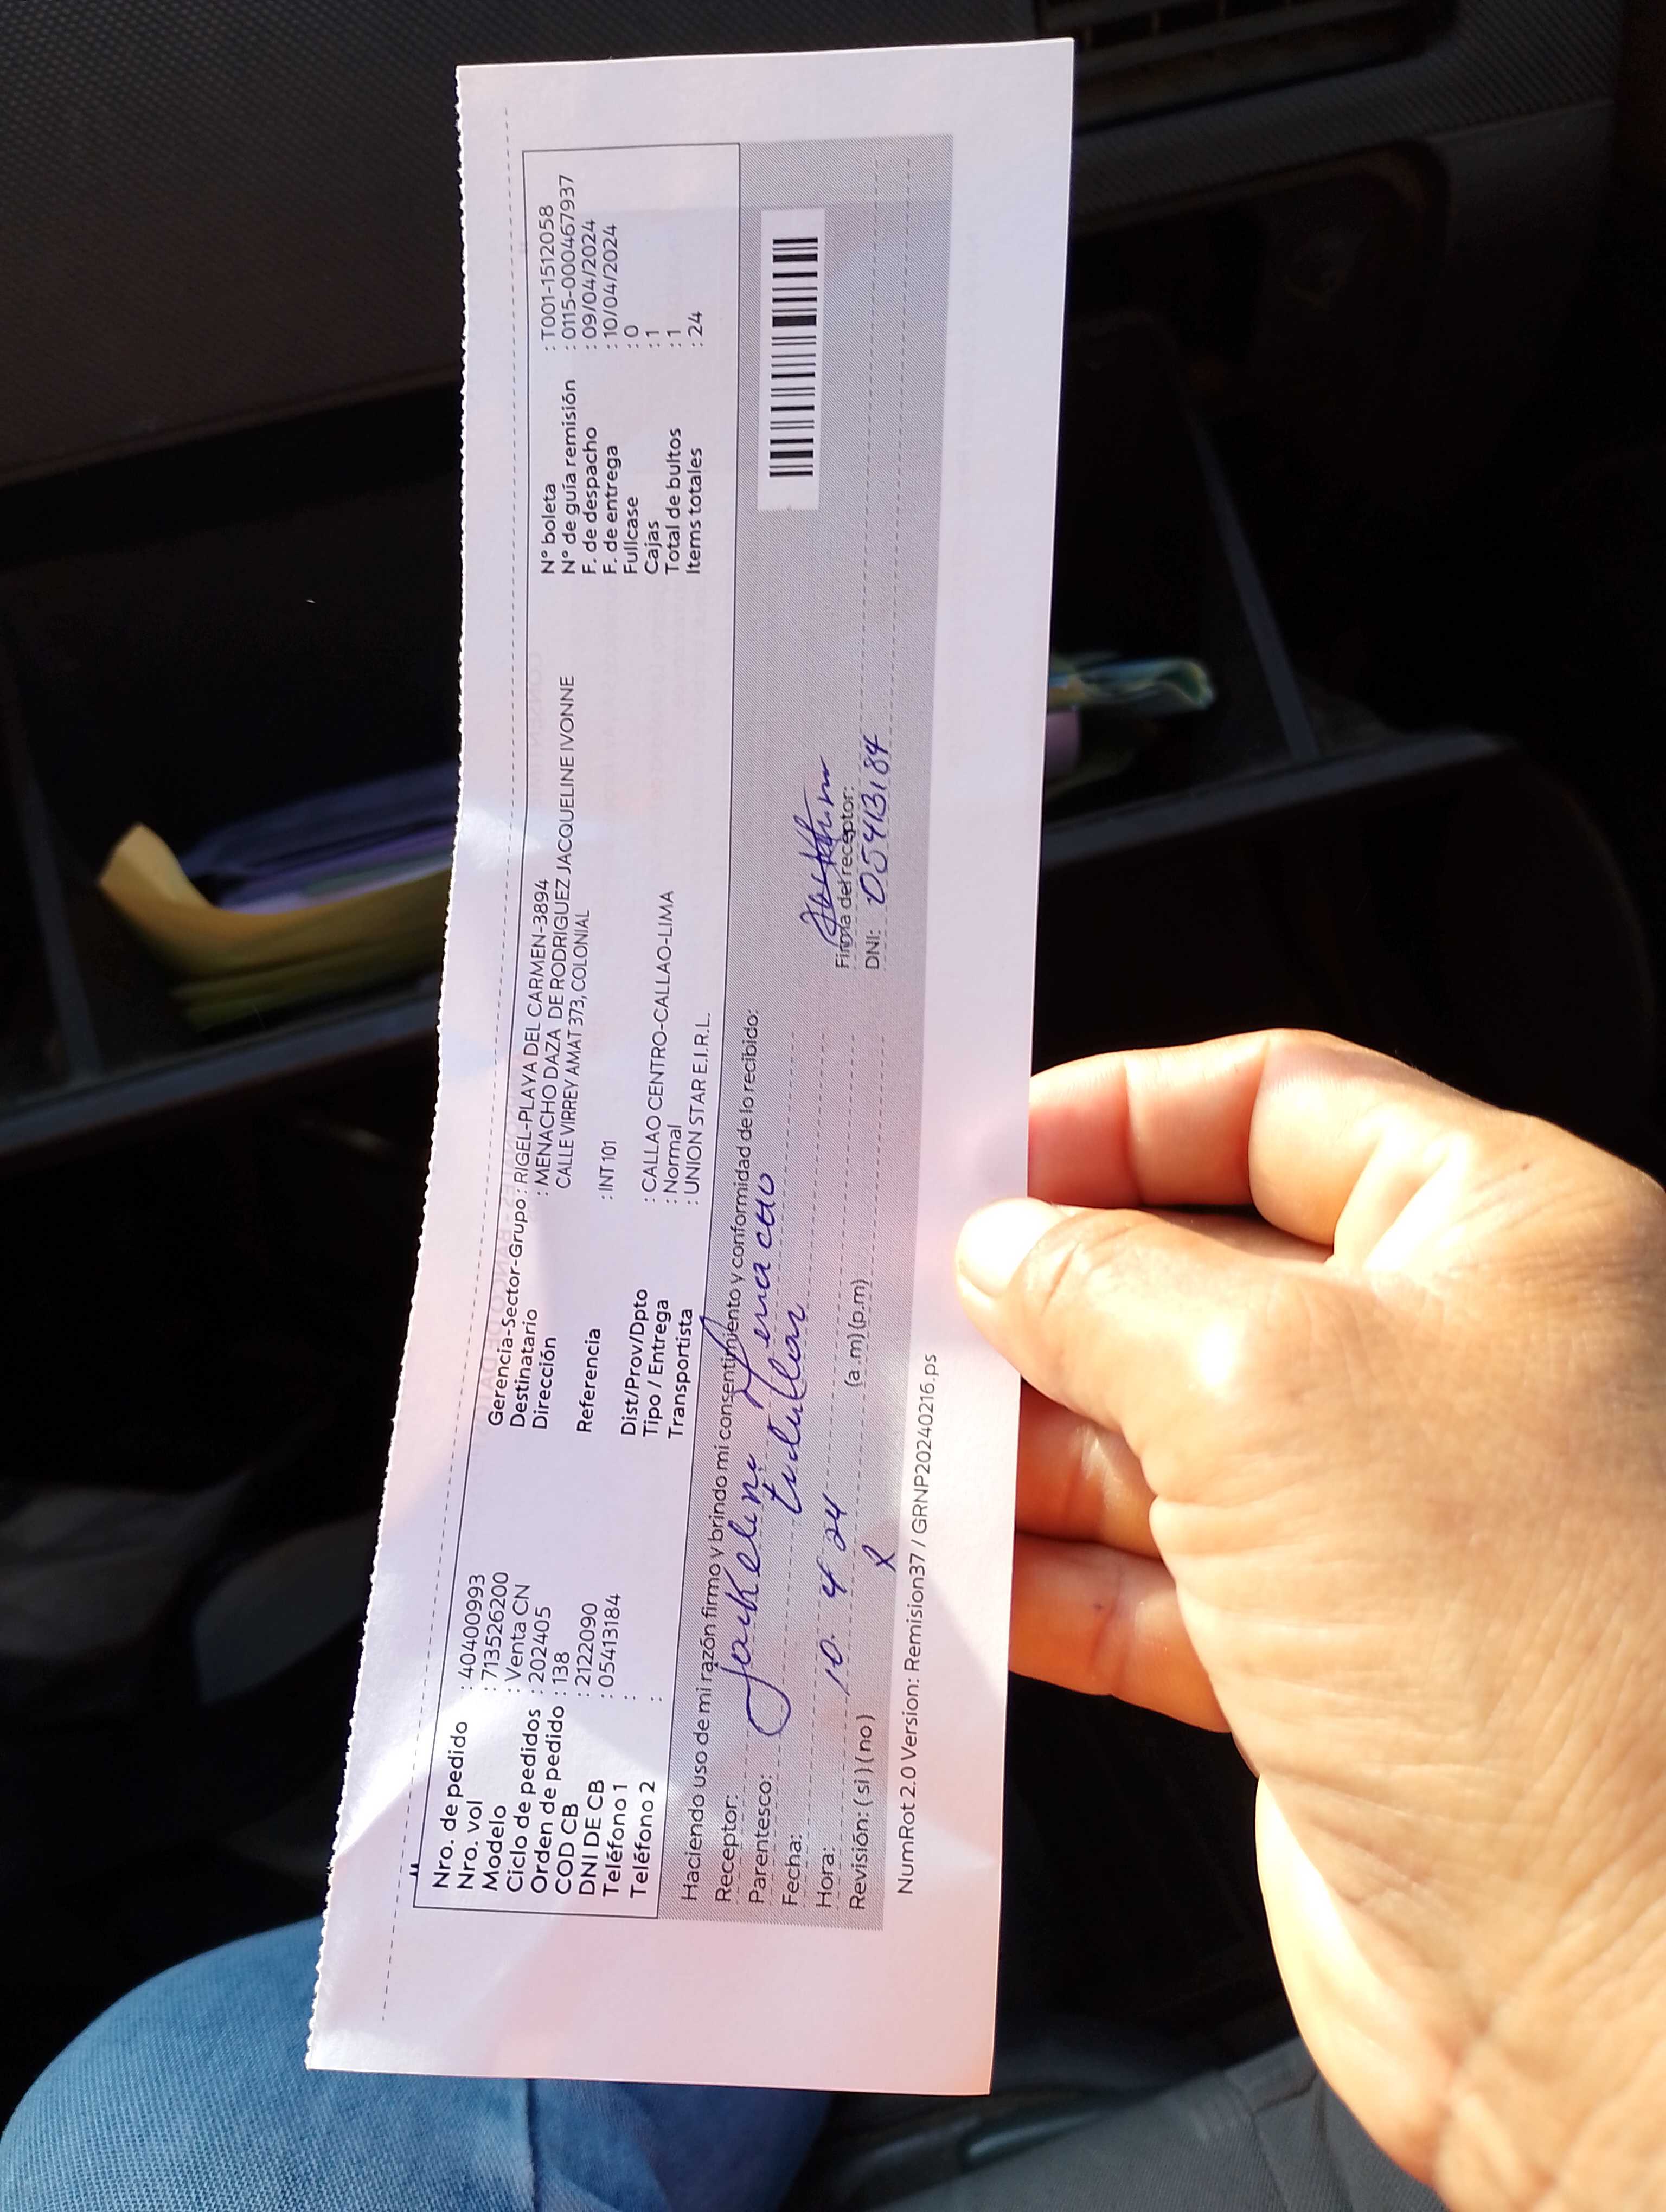 Nro. de pedido : 40400993
Nro. vol : 713526200
Modelo : Venta CN
Ciclo de pedidos : 202405
Orden de pedido : 138
COD CB : 2122090
DNI DE CB : 05413184
Teléfono 1 :
Teléfono 2 :
Gerencia-Sector-Grupo : RIGEL-PLAYA DEL CARMEN-3894
Destinatario : MENACHO DAZA DE RODRIGUEZ JACQUELINE IVONNE
Dirección CALLE VIRREY AMAT 373, COLONIAL
Referencia : INT 101
Dist/Prov/Dpto : CALLAO CENTRO-CALLAO-LIMA
Tipo / Entrega : Normal
Transportista : UNION STAR E.I.R.L.
N° boleta : T001-1512058
N° de guía remisión : 0115-0000467937
F. de despacho : 09/04/2024
F. de entrega : 10/04/2024
Fullcase : 0
Cajas : 1
Total de bultos : 1
Items totales : 24
Haciendo uso de mi razón firmo y brindo mi consentimiento y conformidad de lo recibido:
Receptor:
Parentesco: titular
Fecha: 10. 4 24
Hora: (a.m) (p.m)
Revisión: ( si ) ( no ) X
Firma del receptor:
DNI: 05413184
NumRot 2.0 Version: Remision37 / GRNP20240216.ps